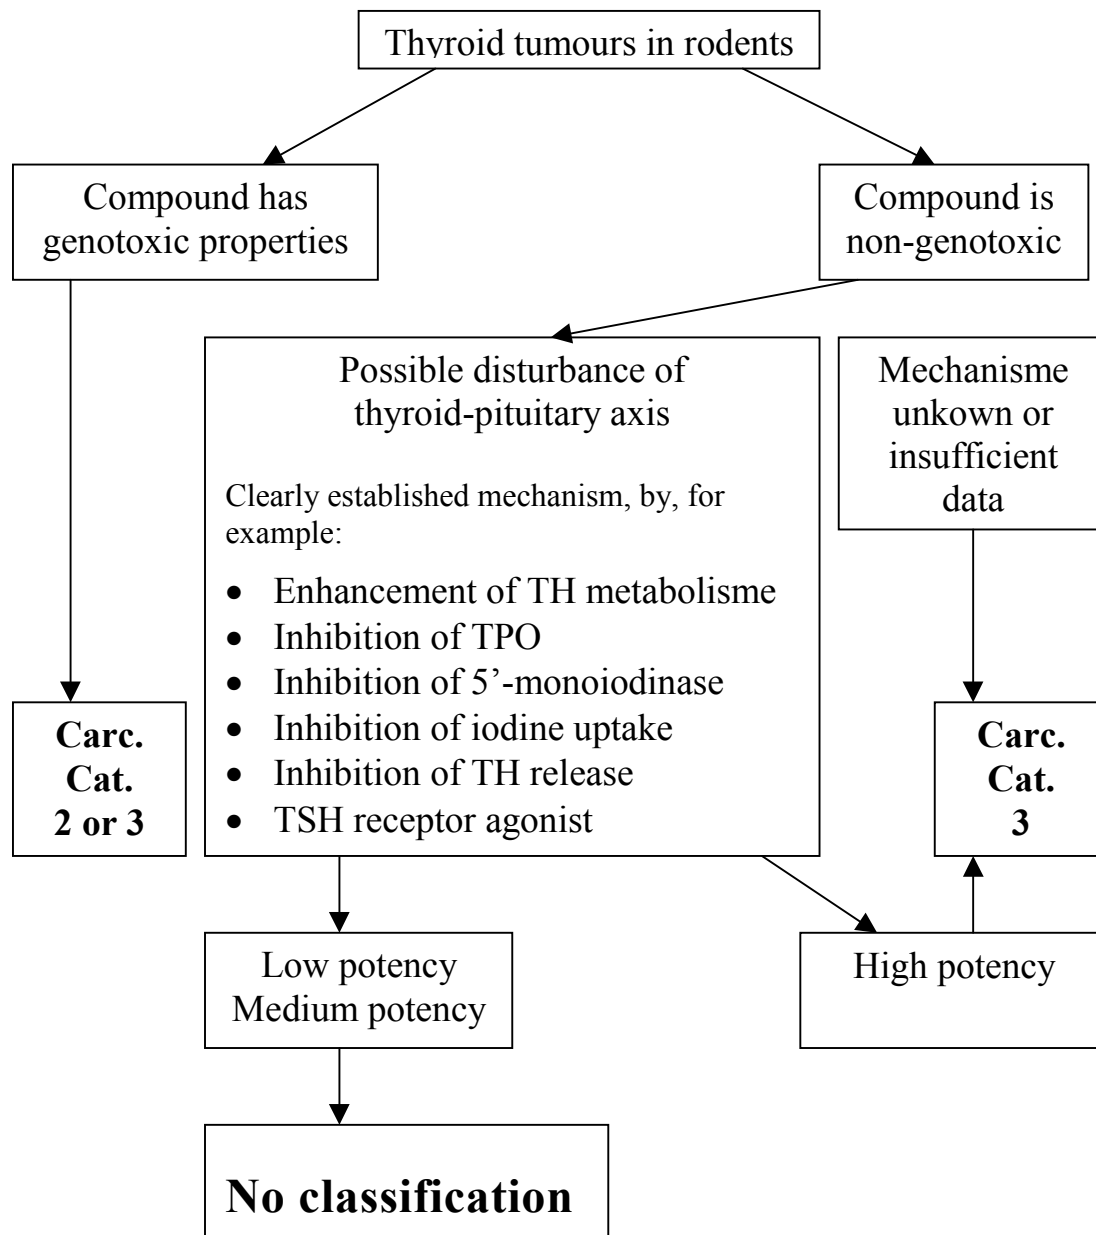 Thyroid tumours in rodents
Compound has
genotoxic properties
Compound is
non-genotoxic
Possible disturbance of
thyroid-pituitary axis
Clearly established mechanism, by, for
example:
• Enhancement of TH metabolisme
• Inhibition of TPO
• Inhibition of 5’-monoiodinase
• Inhibition of iodine uptake
• Inhibition of TH release
• TSH receptor agonist
Mechanisme
unkown or
insufficient
data
Carc.
Cat.
2 or 3
Carc.
Cat.
3
Low potency
Medium potency
High potency
No classification